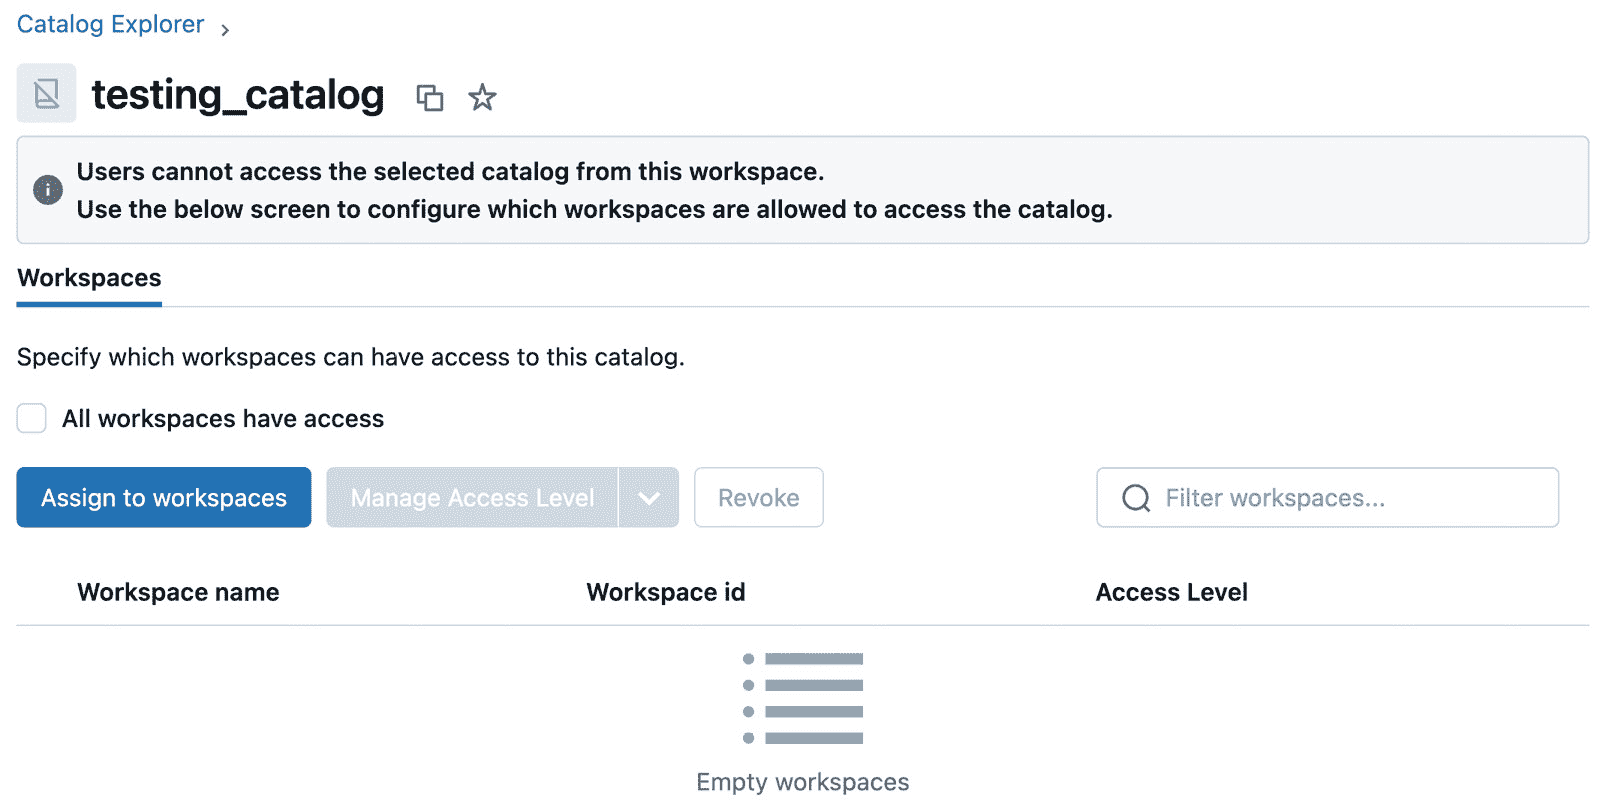 Catalog Explorer
testing_catalog
Users cannot access the selected catalog from this workspace.
Use the below screen to configure which workspaces are allowed to access the catalog.
Workspaces
Specify which workspaces can have access to this catalog.
All workspaces have access
Assign to workspaces Manage Access Level Revoke Filter workspaces...
Workspace name Workspace id Access Level
Empty workspaces